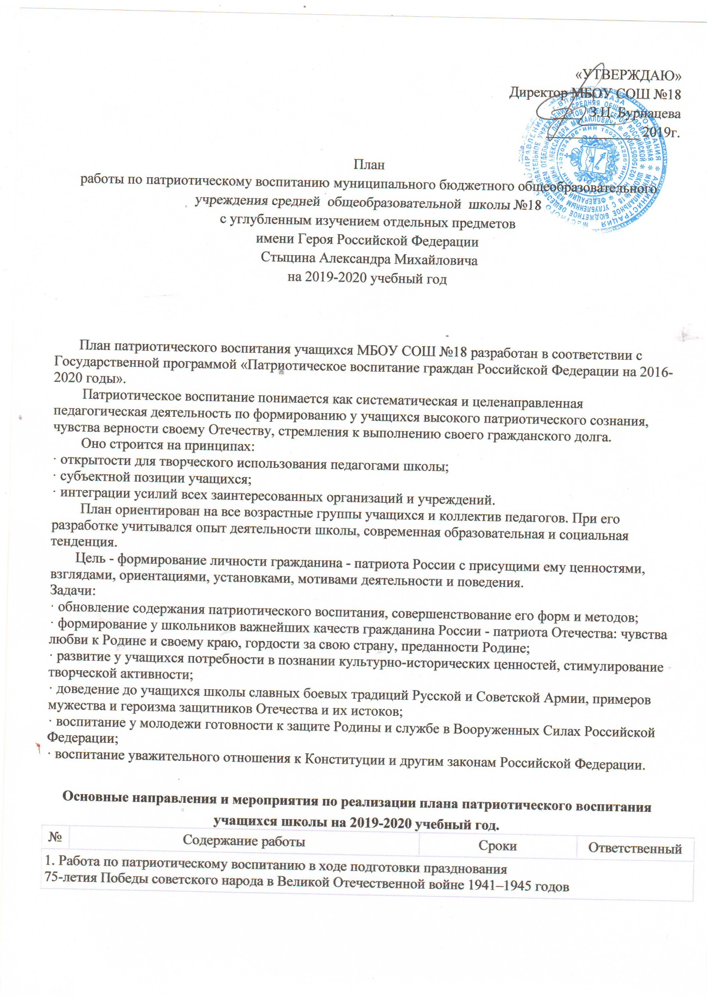 «УТВЕРЖДАЮ»
Директор МБОУ СОШ №18
З.Ц. Бурнацева
2019г.
План
работы по патриотическому воспитанию муниципального бюджетного общеобразовательного
учреждения средней общеобразовательной школы №18
с углубленным изучением отдельных предметов
имени Героя Российской Федерации
Стыцина Александра Михайловича
на 2019-2020 учебный год
План патриотического воспитания учащихся МБОУ СОШ №18 разработан в соответствии с
Государственной программой «Патриотическое воспитание граждан Российской Федерации на 2016-
2020 годы».
Патриотическое воспитание понимается как систематическая и целенаправленная
педагогическая деятельность по формированию у учащихся высокого патриотического сознания,
чувства верности своему Отечеству, стремления к выполнению своего гражданского долга.
Оно строится на принципах:
· открытости для творческого использования педагогами школы;
· субъектной позиции учащихся;
· интеграции усилий всех заинтересованных организаций и учреждений.
План ориентирован на все возрастные группы учащихся и коллектив педагогов. При его
разработке учитывался опыт деятельности школы, современная образовательная и социальная
тенденция.
Цель - формирование личности гражданина - патриота России с присущими ему ценностями,
взглядами, ориентациями, установками, мотивами деятельности и поведения.
Задачи:
· обновление содержания патриотического воспитания, совершенствование его форм и методов;
· формирование у школьников важнейших качеств гражданина России - патриота Отечества: чувства
любви к Родине и своему краю, гордости за свою страну, преданности Родине;
· развитие у учащихся потребности в познании культурно-исторических ценностей, стимулирование
творческой активности;
· доведение до учащихся школы славных боевых традиций Русской и Советской Армии, примеров
мужества и героизма защитников Отечества и их истоков;
· воспитание у молодежи готовности к защите Родины и службе в Вооруженных Силах Российской
Федерации;
· воспитание уважительного отношения к Конституции и другим законам Российской Федерации.
Основные направления и мероприятия по реализации плана патриотического воспитания
учащихся школы на 2019-2020 учебный год.
№ Содержание работы Сроки Ответственный
1. Работа по патриотическому воспитанию в ходе подготовки празднования
75-летия Победы советского народа в Великой Отечественной войне 1941–1945 годов